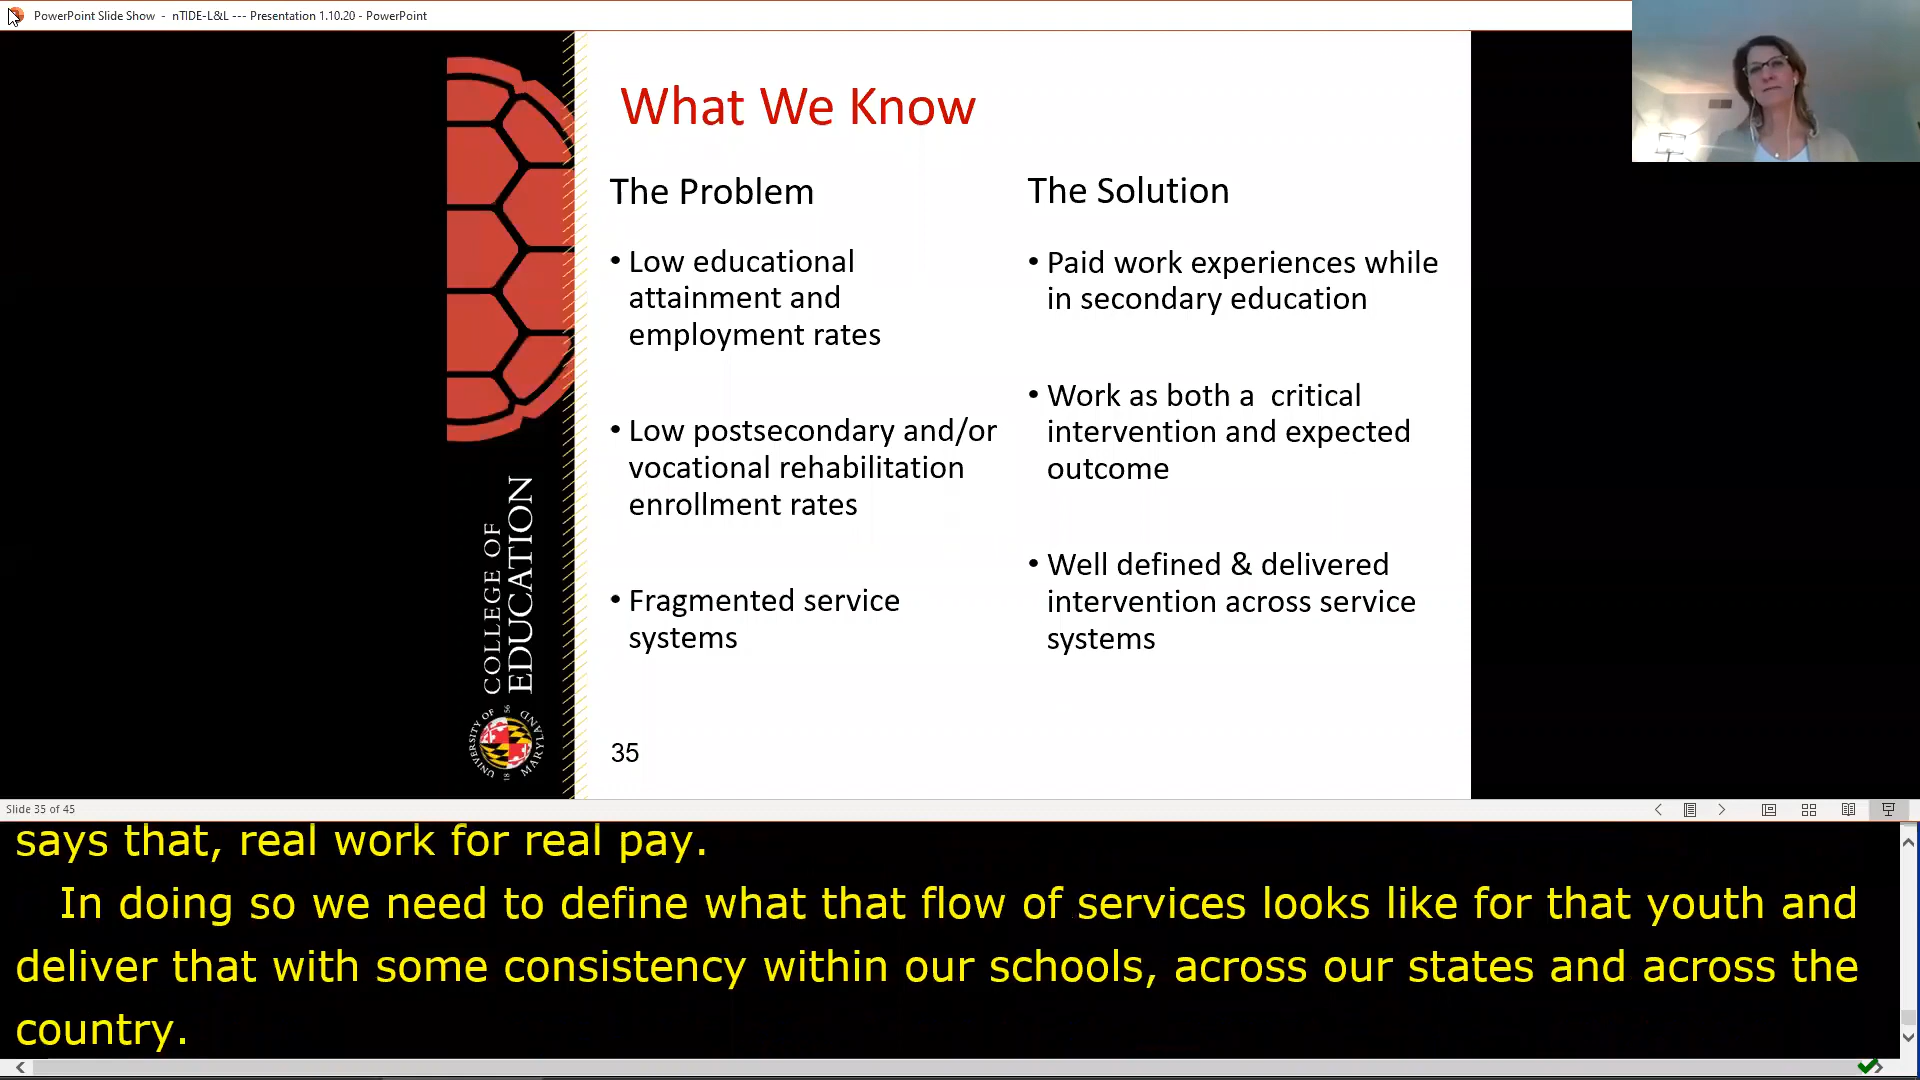 PowerPoint Slide Show - nTIDE-L&L --- Presentation 1.10.20 - PowerPoint
What We Know
The Problem
• Low educational
attainment and
employment rates
• Low postsecondary and/or
vocational rehabilitation
enrollment rates
• Fragmented service
systems
The Solution
• Paid work experiences while
in secondary education
• Work as both a  critical
intervention and expected
outcome
• Well defined & delivered
intervention across service
systems
COLLEGE OF
EDUCATION
UNIVERSITY OF
MARYLAND
18 56
35
Slide 35 of 45
says that, real work for real pay.
In doing so we need to define what that flow of services looks like for that youth and
deliver that with some consistency within our schools, across our states and across the
country.